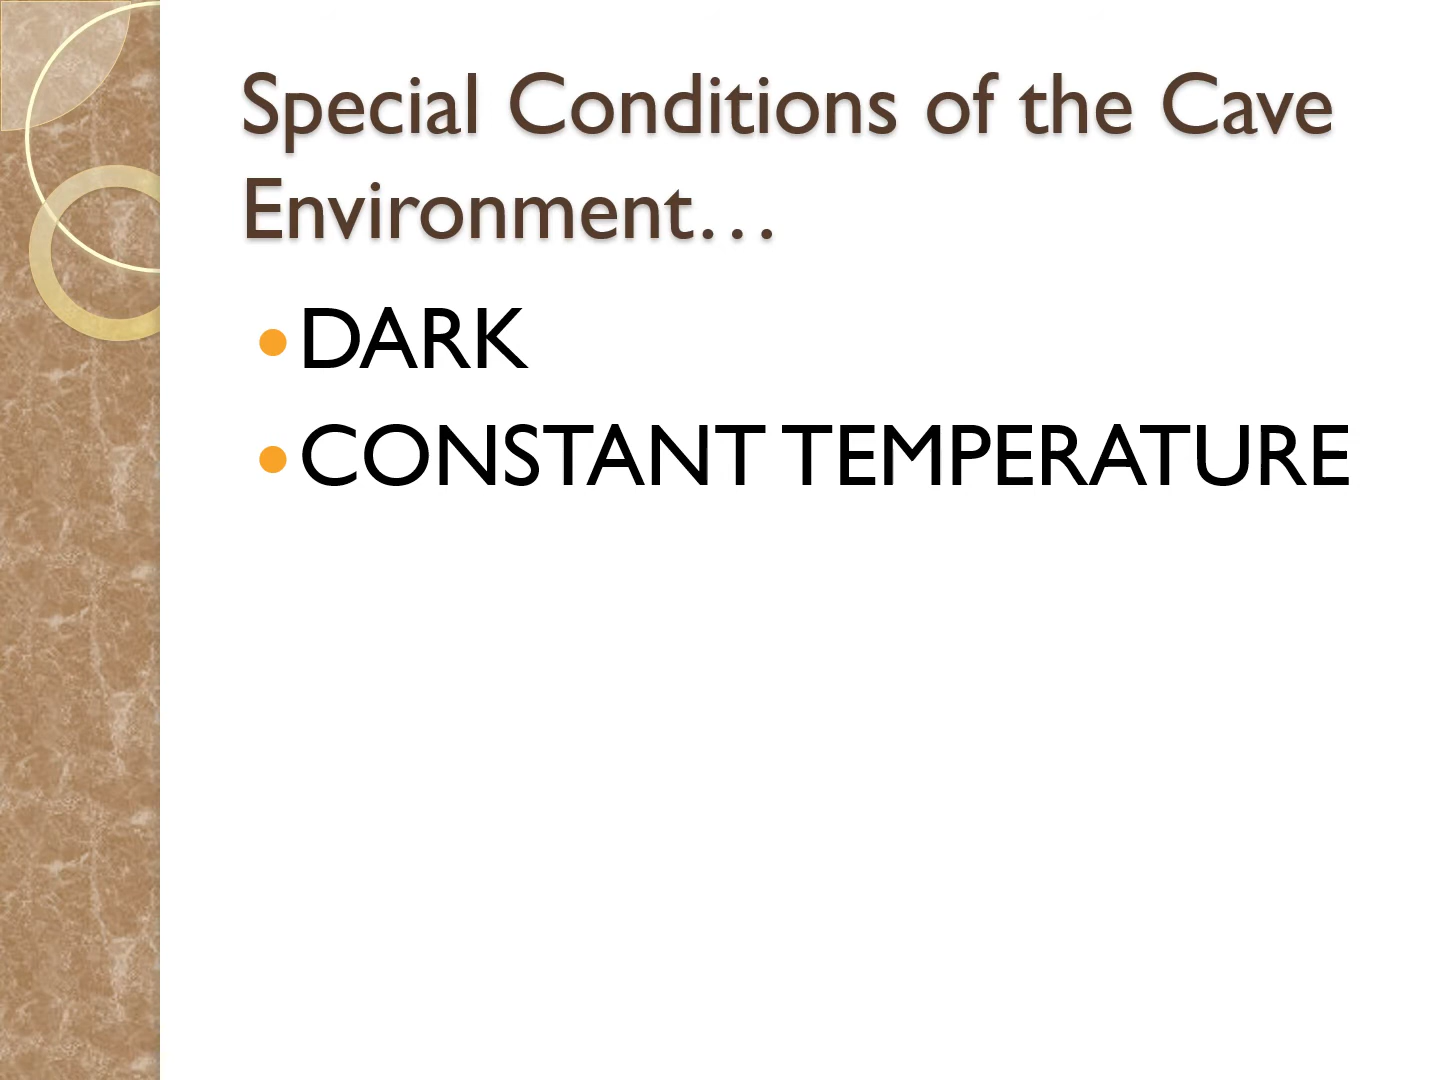 Special Conditions of the Cave
Environment…
• DARK
• CONSTANT TEMPERATURE